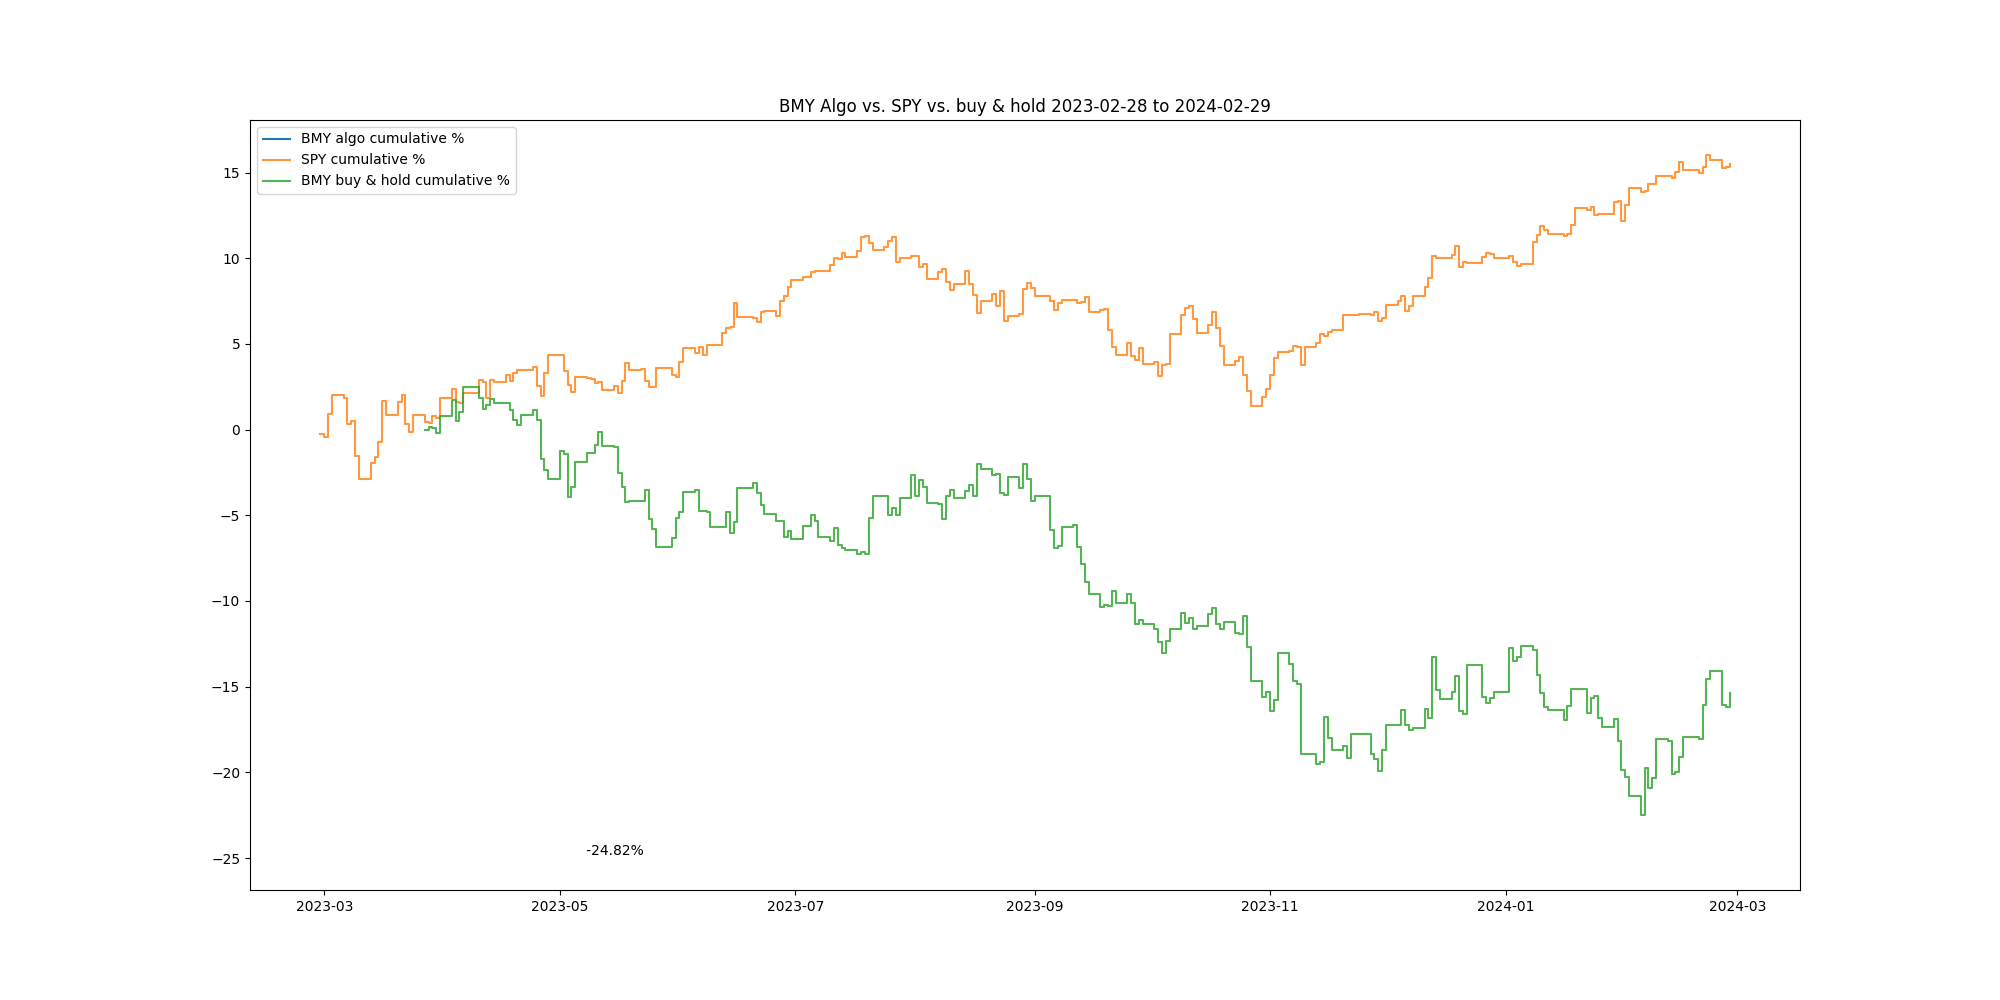 BMY Algo vs. SPY vs. buy & hold 2023-02-28 to 2024-02-29
BMY algo cumulative %
SPY cumulative %
BMY buy & hold cumulative %
15
10
5
0
−5
−10
−15
−20
−25
-24.82%
2023-03 2023-05 2023-07 2023-09 2023-11 2024-01 2024-03